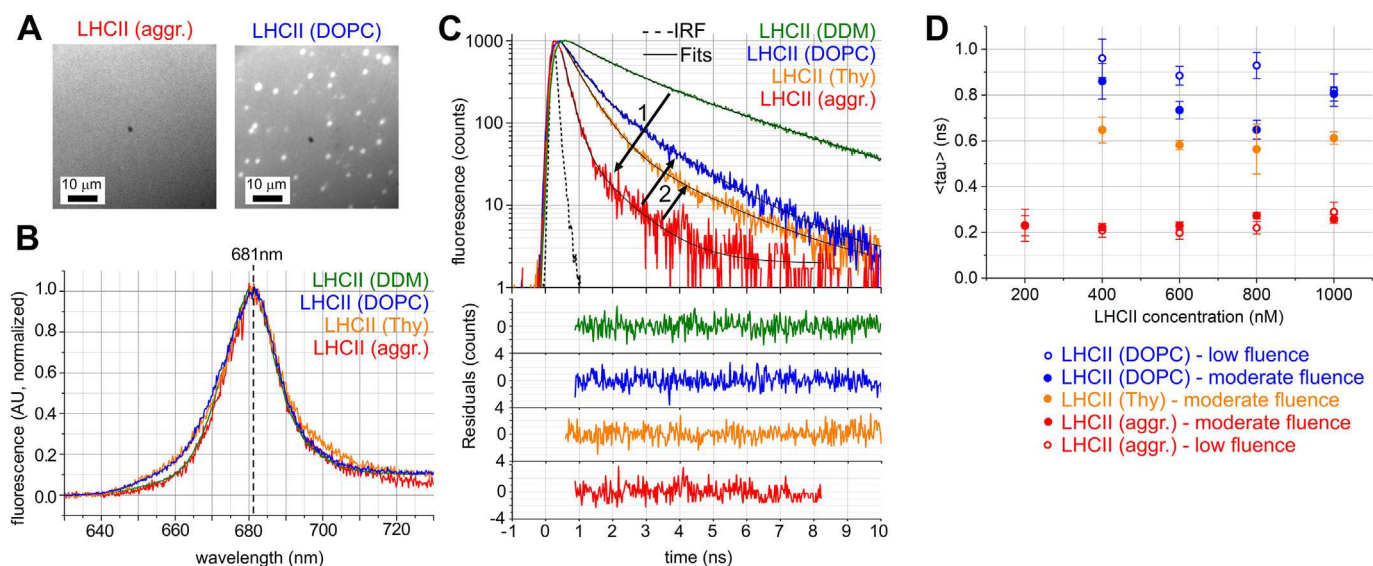 A
LHCII (aggr.)
LHCII (DOPC)
10 µm
10 µm
B
681nm
LHCII (DDM)
LHCII (DOPC)
LHCII (Thy)
LHCII (aggr.)
fluorescence (AU, normalized)
1.0
0.8
0.6
0.4
0.2
0.0
640
660
680
700
720
wavelength (nm)
C
IRF
Fits
LHCII (DDM)
LHCII (DOPC)
LHCII (Thy)
LHCII (aggr.)
1
2
fluorescence (counts)
1000
100
10
1
Residuals (counts)
0
4
0
4
0
4
0
-4
-1 0 1 2 3 4 5 6 7 8 9 10
time (ns)
D
<tau> (ns)
1.0
0.8
0.6
0.4
0.2
0.0
200
400
600
800
1000
LHCII concentration (nM)
LHCII (DOPC) - low fluence
LHCII (DOPC) - moderate fluence
LHCII (Thy) - moderate fluence
LHCII (aggr.) - moderate fluence
LHCII (aggr.) - low fluence